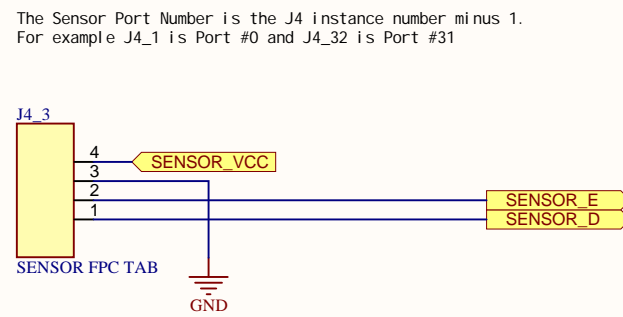 The Sensor Port Number is the J4 instance number minus 1.
For example J4_1 is Port #0 and J4_32 is Port #31
J4_3
4
SENSOR_VCC
3
2
SENSOR_E
1
SENSOR_D
SENSOR FPC TAB
GND